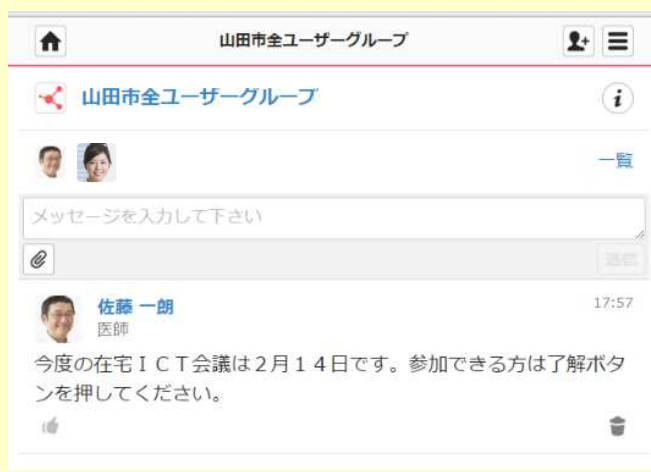 山田市全ユーザーグループ
山田市全ユーザーグループ
一覧
メッセージを入力して下さい
送信
佐藤 一朗
17:57
医師
今度の在宅ＩＣＴ会議は２月１４日です。参加できる方は了解ボタ
ンを押してください。